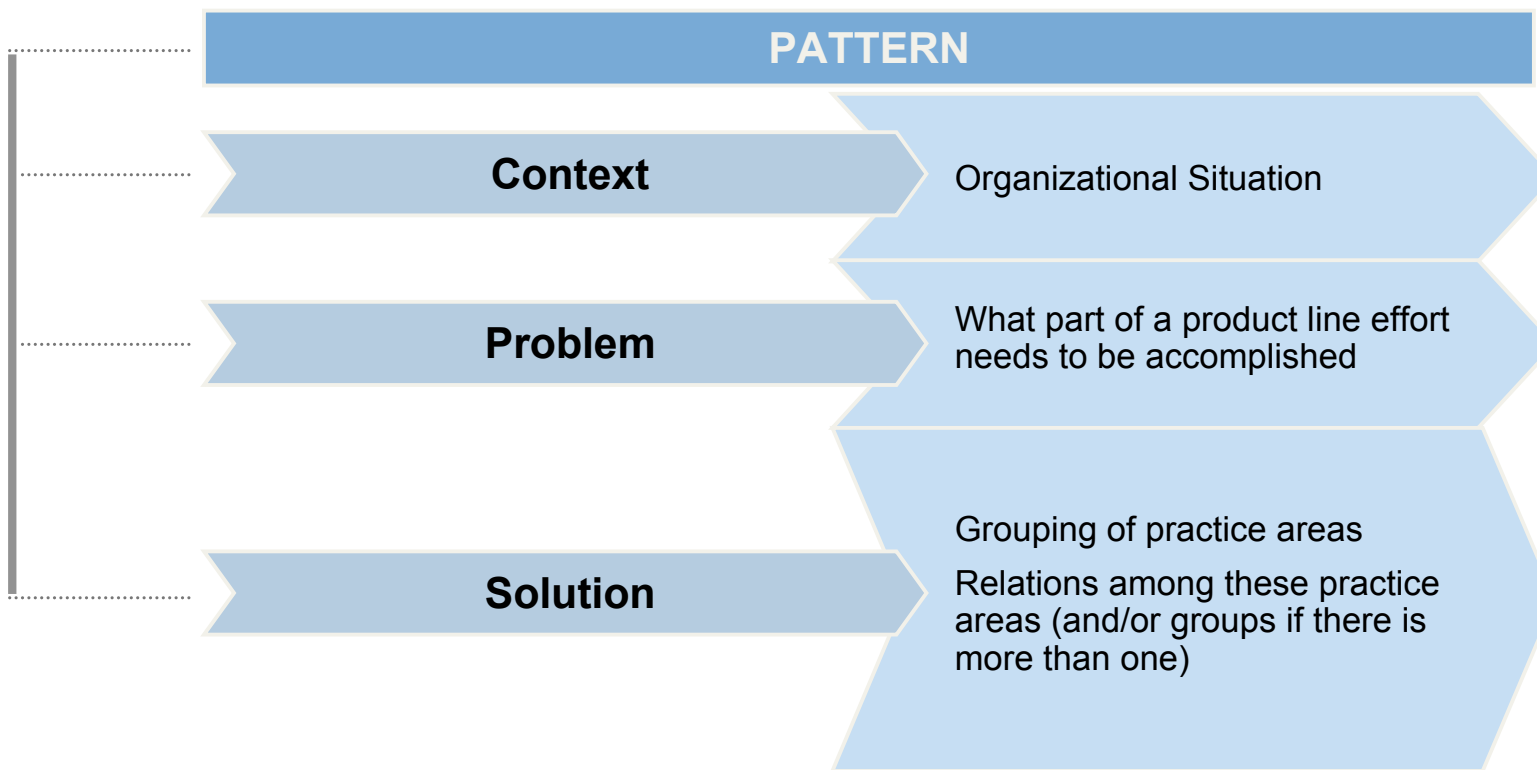 PATTERN
Context
Organizational Situation
Problem
What part of a product line effort
needs to be accomplished
Solution
Grouping of practice areas
Relations among these practice
areas (and/or groups if there is
more than one)